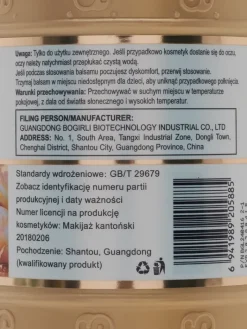 Uwaga: Tylko do użytku zewnętrznego. Jeśli przypadkowo kosmetyk dostanie się do oczu,
oczy należy natychmiast przepłukać czystą wodą.
Jeśli podczas stosowania balsamu poczujesz dyskomfort, przerwij stosowanie.
Trzymaj balsam do ciała w miejscu niedostępnym dla dzieci.
Warunki przechowywania: Przechowywać w suchym miejscu w temperaturze
pokojowej, z dala od światła słonecznego i wysokich temperatur.
FILING PERSON/MANUFACTURER:
GUANGDONG BOGIRLI BIOTECHNOLOGY INDUSTRIAL CO., LTD
ADDRESS: No. 1, South Area, Tangxi Industrial Zone, Dongli Town,
Chenghai District, Shantou City, Guangdong Province, China
Standardy wdrożeniowe: GB/T 29679
Zobacz identyfikację numeru partii
produkcyjnej i daty ważności
Numer licencji na produkcję
kosmetyków: Makijaż kantoński
20180206
Pochodzenie: Shantou, Guangdong
(kwalifikowany produkt)
6 941989 205885